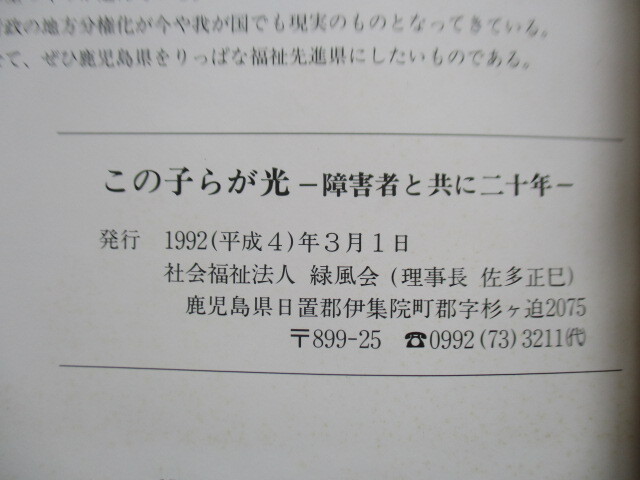 政の地方分権化が今や我が国でも現実のものとなってきている。
て、ぜひ鹿児島県をりっぱな福祉先進県にしたいものである。
この子らが光－障害者と共に二十年－
発行 1992(平成4)年3月1日
社会福祉法人 緑風会(理事長 佐多正巳)
鹿児島県日置郡伊集院町郡字杉ヶ迫2075
〒899-25 ☎0992(73)3211㈹